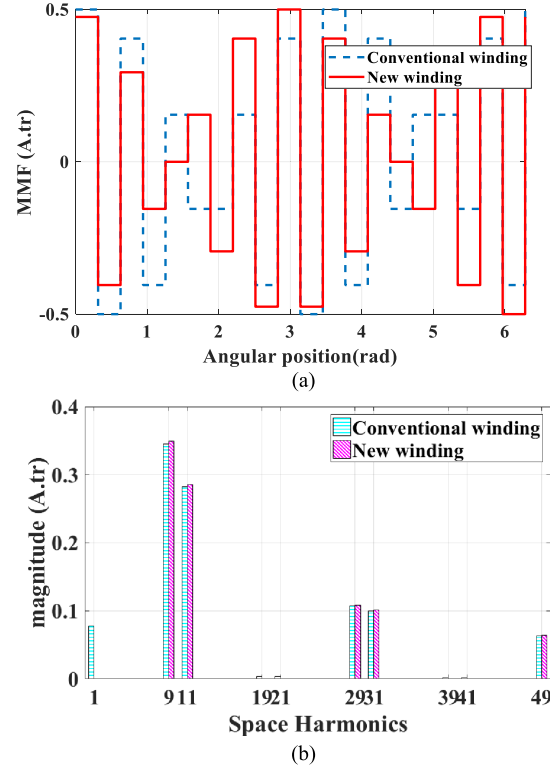 (a)
0.5
0
-0.5
MMF (A.tr)
Conventional winding
New winding
0 1 2 3 4 5 6
Angular position(rad)
(a)
0.4
0.3
0.2
0.1
0
magnitude (A.tr)
Conventional winding
New winding
1 911 1921 2931 3941 49
Space Harmonics
(b)